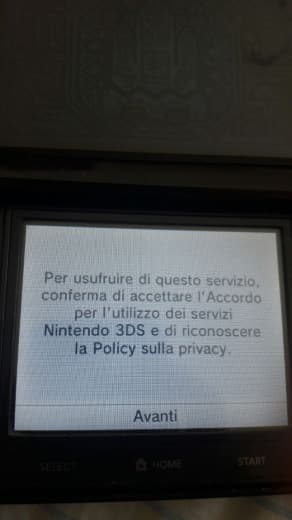 Per usufruire di questo servizio,
conferma di accettare l'Accordo
per l'utilizzo dei servizi
Nintendo 3DS e di riconoscere
la Policy sulla privacy.
Avanti
SELECT HOME START